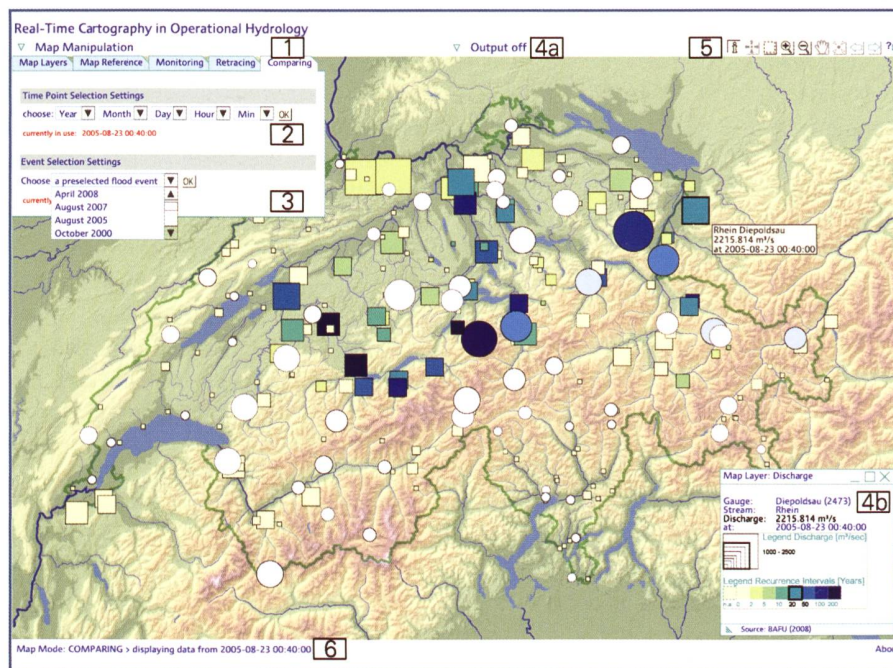 Real-Time Cartography in Operational Hydrology
▽ Map Manipulation 1 ▽ Output off 4a 5 ?
Map Layers Map Reference Monitoring Retracing Comparing
Time Point Selection Settings
choose: Year ▼ Month ▼ Day ▼ Hour ▼ Min ▼ OK
currently in use: 2005-08-23 00:40:00 2
Event Selection Settings
Choose a preselected flood event ▼ OK
currently
April 2008
August 2007
August 2005
October 2000
3
Rhein Diepoldsau
2215.814 m³/s
at 2005-08-23 00:40:00
Map Layer: Discharge
4b
Gauge: Diepoldsau (2473)
Stream: Rhein
Discharge: 2215.814 m³/s
at: 2005-08-23 00:40:00
Legend Discharge [m³/sec]
1000 - 2500
Legend Recurrence Intervals [Years]
n.a 0 2 5 10 20 50 100 200
Source: BAFU (2008)
Map Mode: COMPARING > displaying data from 2005-08-23 00:40:00 6
Abo